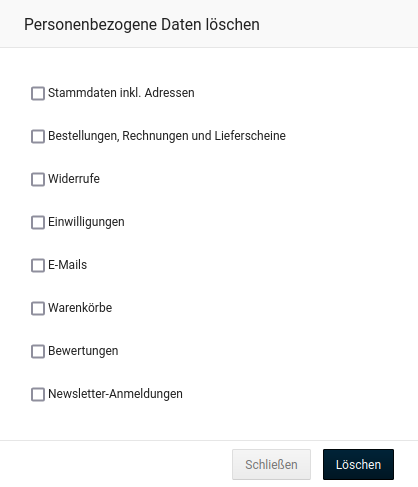 Personenbezogene Daten löschen
Stammdaten inkl. Adressen
Bestellungen, Rechnungen und Lieferscheine
Widerrufe
Einwilligungen
E-Mails
Warenkörbe
Bewertungen
Newsletter-Anmeldungen
Schließen Löschen